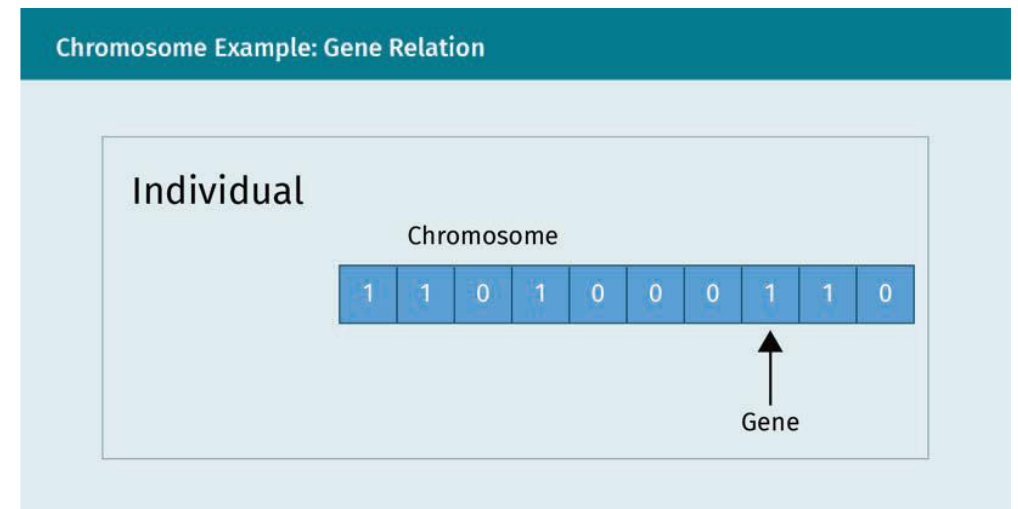 Chromosome Example: Gene Relation
Individual
Chromosome
1 1 0 1 0 0 0 1 1 0
Gene